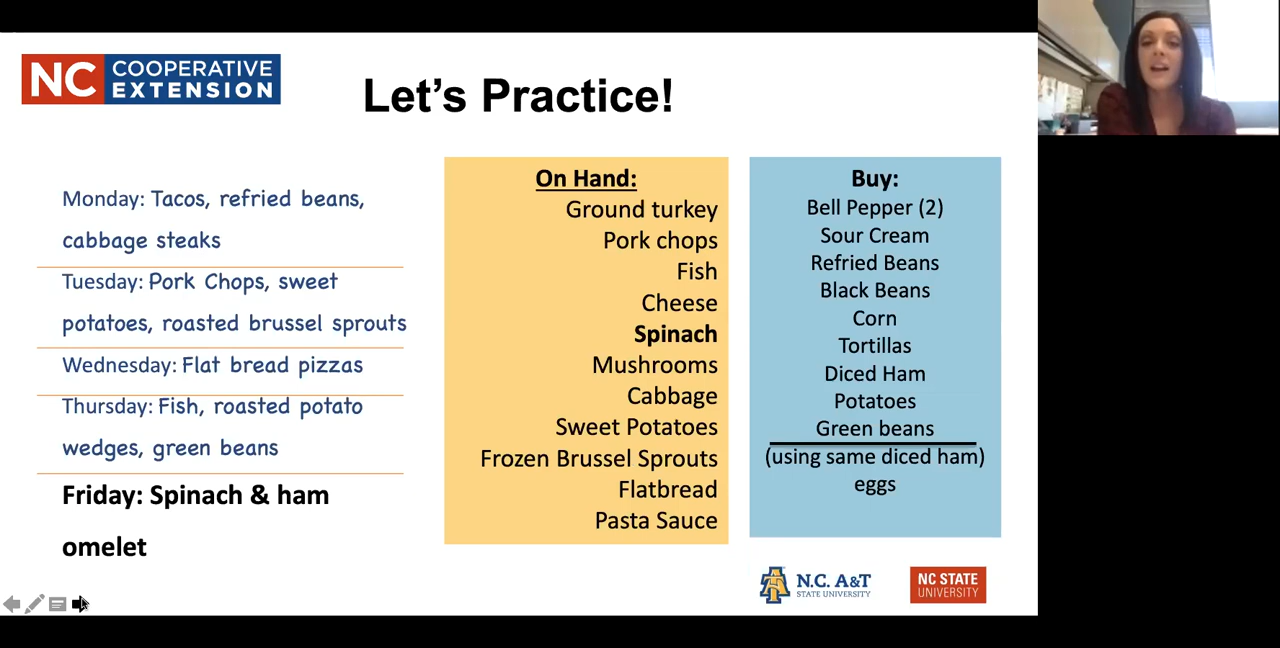 NC COOPERATIVE
EXTENSION
Let's Practice!
Monday: Tacos, refried beans,
cabbage steaks
Tuesday: Pork Chops, sweet
potatoes, roasted brussel sprouts
Wednesday: Flat bread pizzas
Thursday: Fish, roasted potato
wedges, green beans
Friday: Spinach & ham
omelet
On Hand:
Ground turkey
Pork chops
Fish
Cheese
Spinach
Mushrooms
Cabbage
Sweet Potatoes
Frozen Brussel Sprouts
Flatbread
Pasta Sauce
Buy:
Bell Pepper (2)
Sour Cream
Refried Beans
Black Beans
Corn
Tortillas
Diced Ham
Potatoes
Green beans
(using same diced ham)
eggs
N.C. A&T
STATE UNIVERSITY
NC STATE
UNIVERSITY